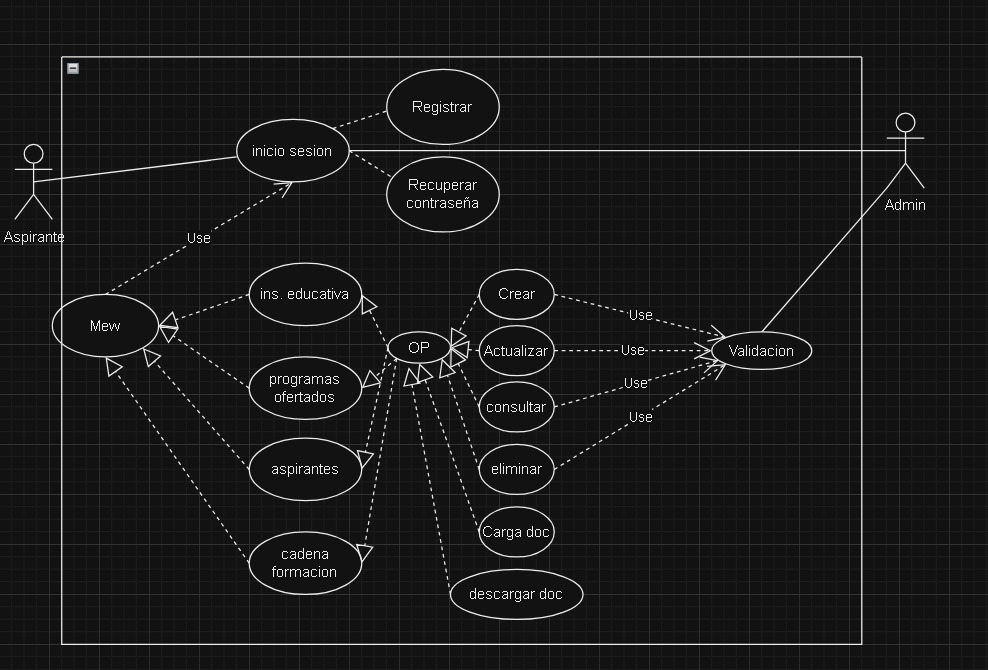 Registrar
inicio sesion
Recuperar
contraseña
Aspirante
Admin
Use
ins. educativa
Crear
Use
Mew
OP
Actualizar
Use
Validacion
programas
ofertados
Use
consultar
Use
aspirantes
eliminar
Carga doc
cadena
formacion
descargar doc